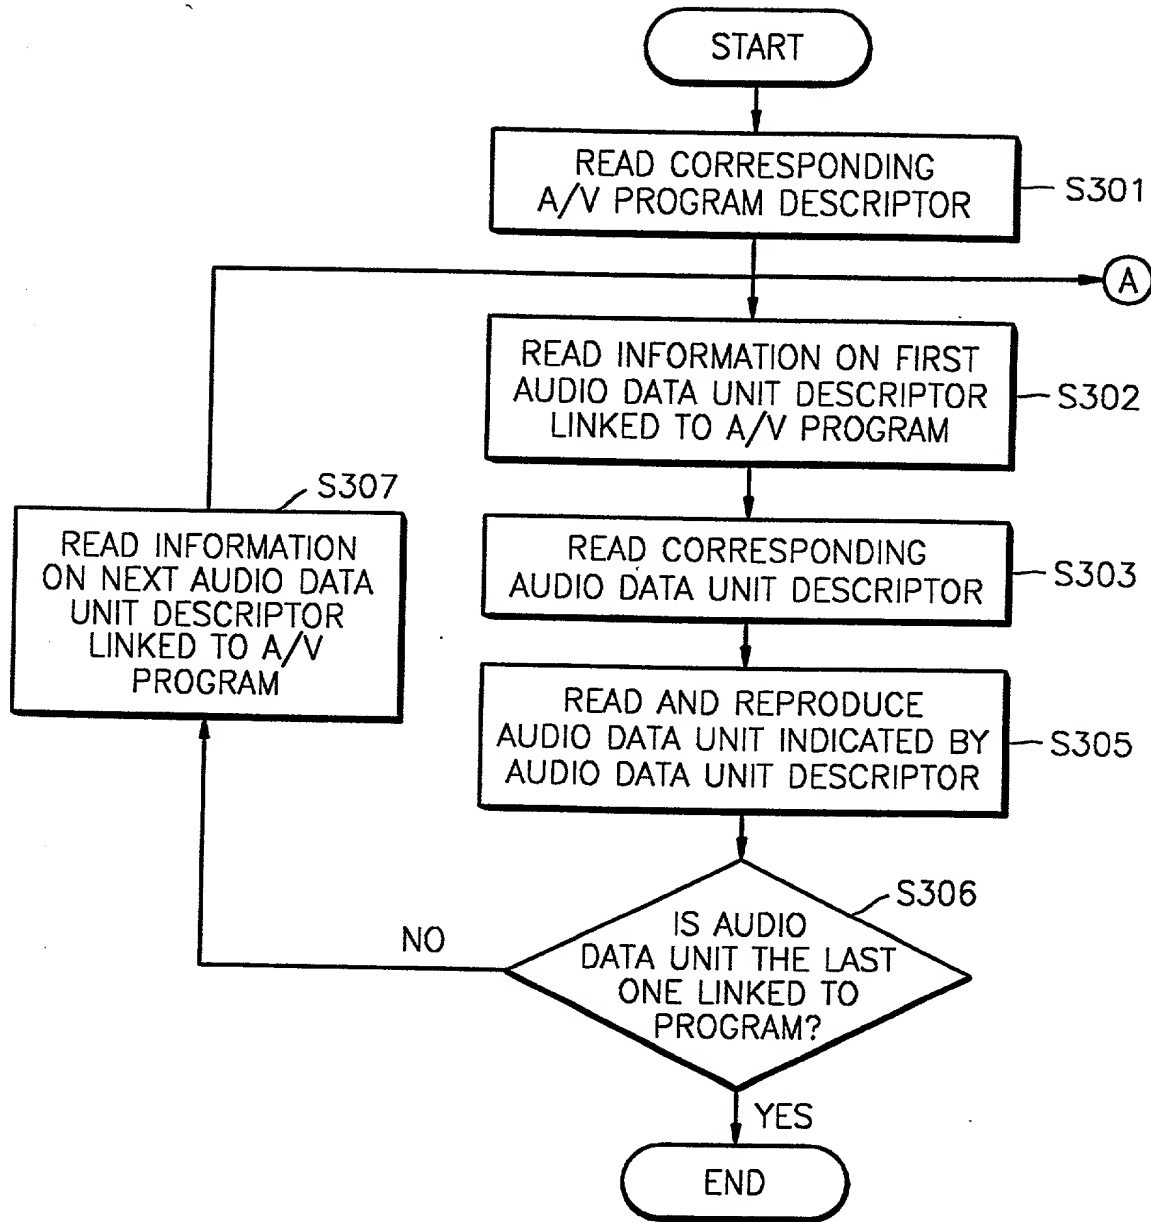 START
READ CORRESPONDING
A/V PROGRAM DESCRIPTOR
S301
A
READ INFORMATION ON FIRST
AUDIO DATA UNIT DESCRIPTOR
LINKED TO A/V PROGRAM
S302
S307
READ INFORMATION
ON NEXT AUDIO DATA
UNIT DESCRIPTOR
LINKED TO A/V
PROGRAM
READ CORRESPONDING
AUDIO DATA UNIT DESCRIPTOR
S303
READ AND REPRODUCE
AUDIO DATA UNIT INDICATED BY
AUDIO DATA UNIT DESCRIPTOR
S305
S306
NO
IS AUDIO
DATA UNIT THE LAST
ONE LINKED TO
PROGRAM?
YES
END